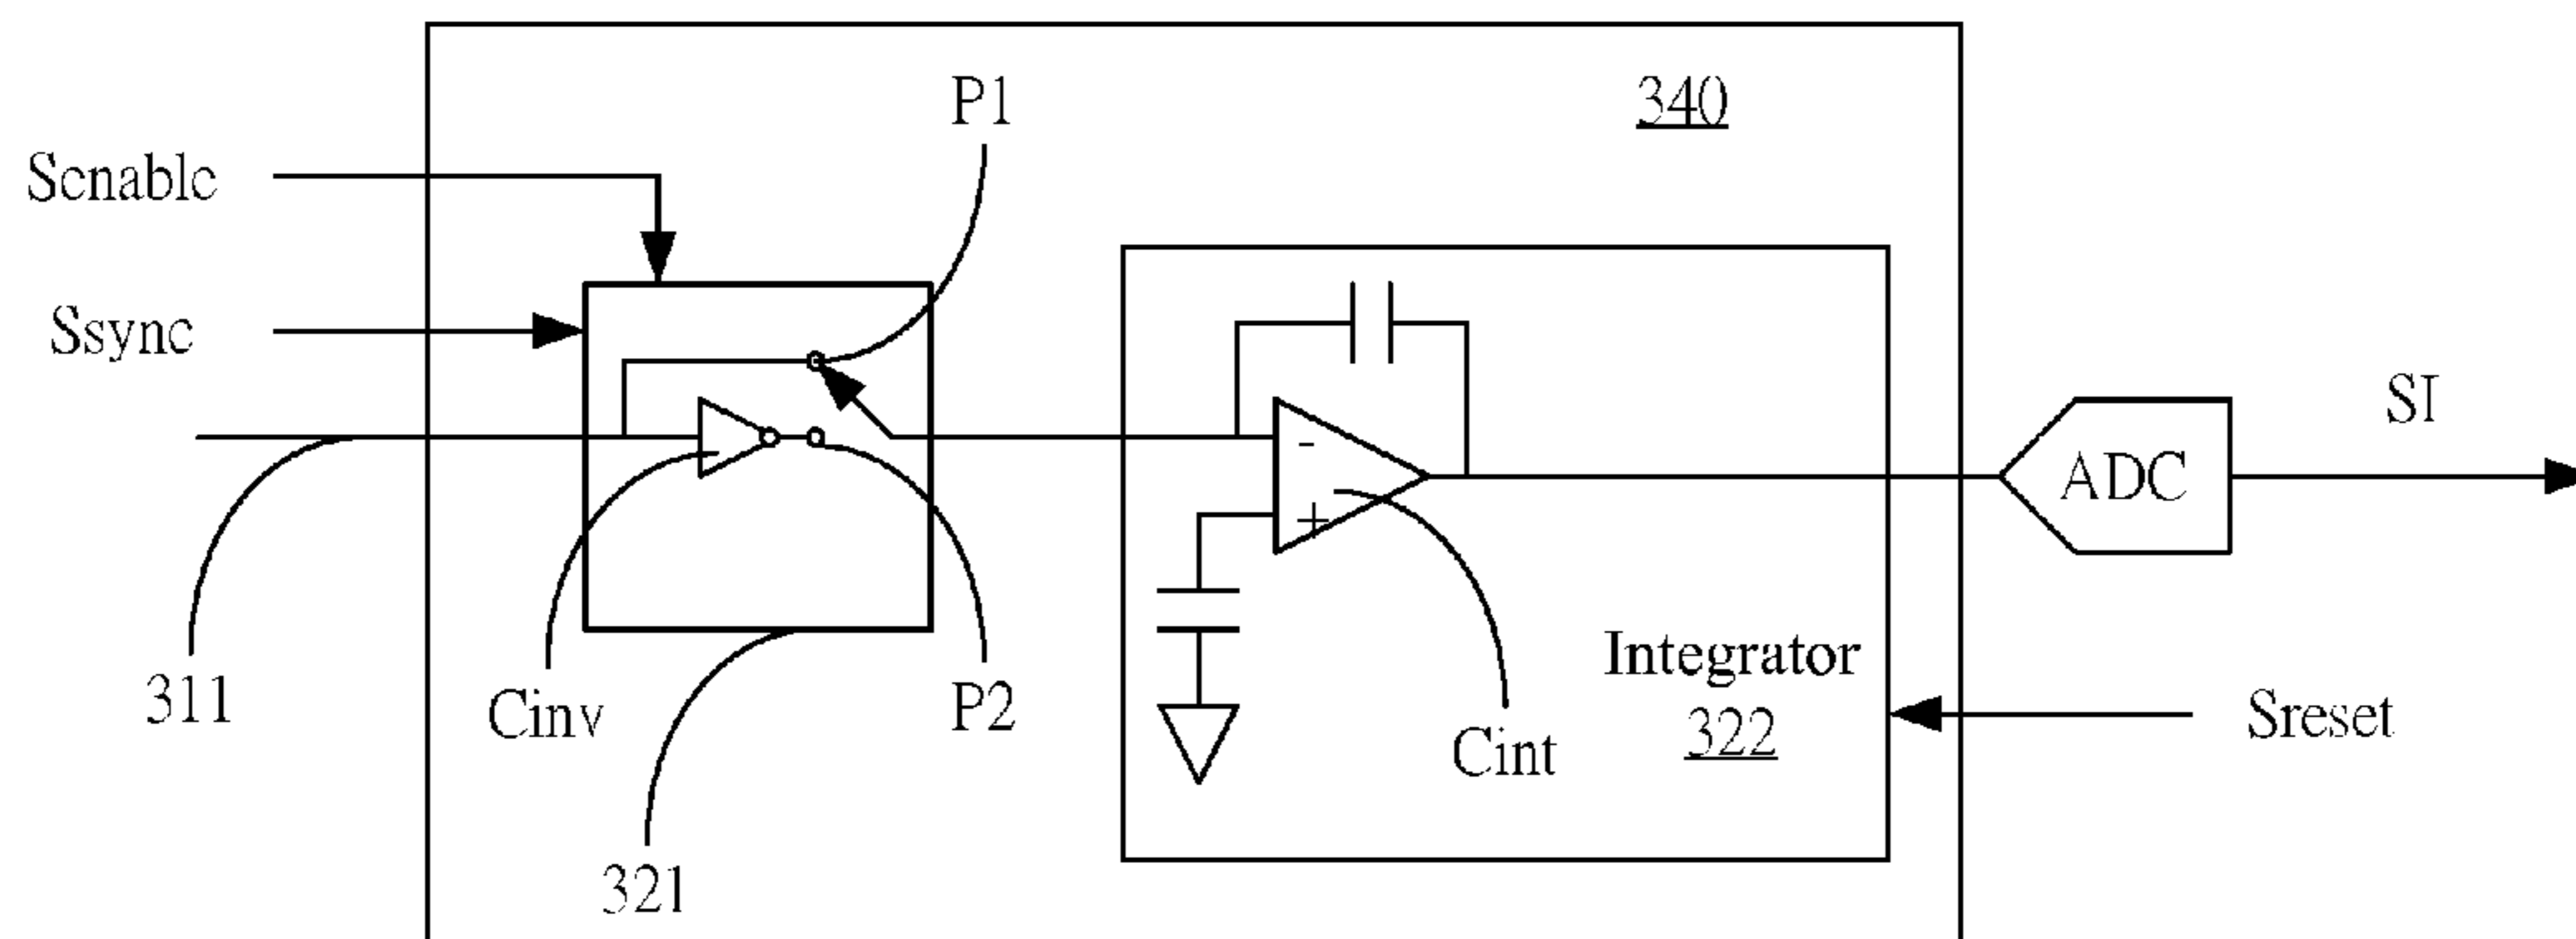 P1
340
Senable
Ssync
SI
ADC
-
+
311
Cinv
P2
Integrator
322
Cint
Sreset
321